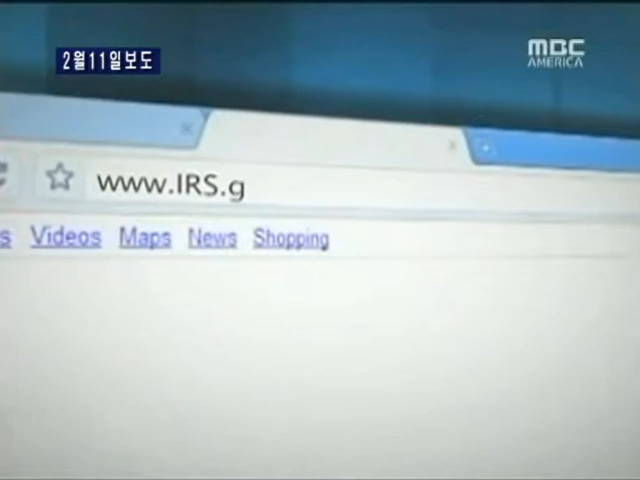 2월11일보도
MBC
AMERICA
www.IRS.g
s Videos Maps News Shopping